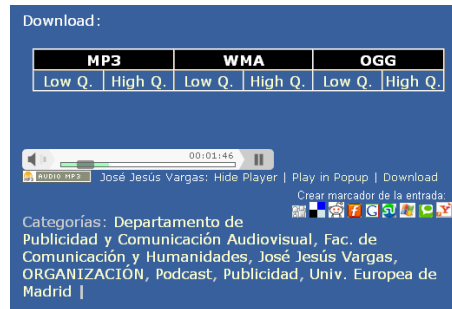 Download:
MP3 WMA OGG
Low Q. High Q. Low Q. High Q. Low Q. High Q.
00:01:46
AUDIO MP3 José Jesús Vargas: Hide Player | Play in Popup | Download
Crear marcador de la entrada:
Categorías: Departamento de
Publicidad y Comunicación Audiovisual, Fac. de
Comunicación y Humanidades, José Jesús Vargas,
ORGANIZACIÓN, Podcast, Publicidad, Univ. Europea de
Madrid |